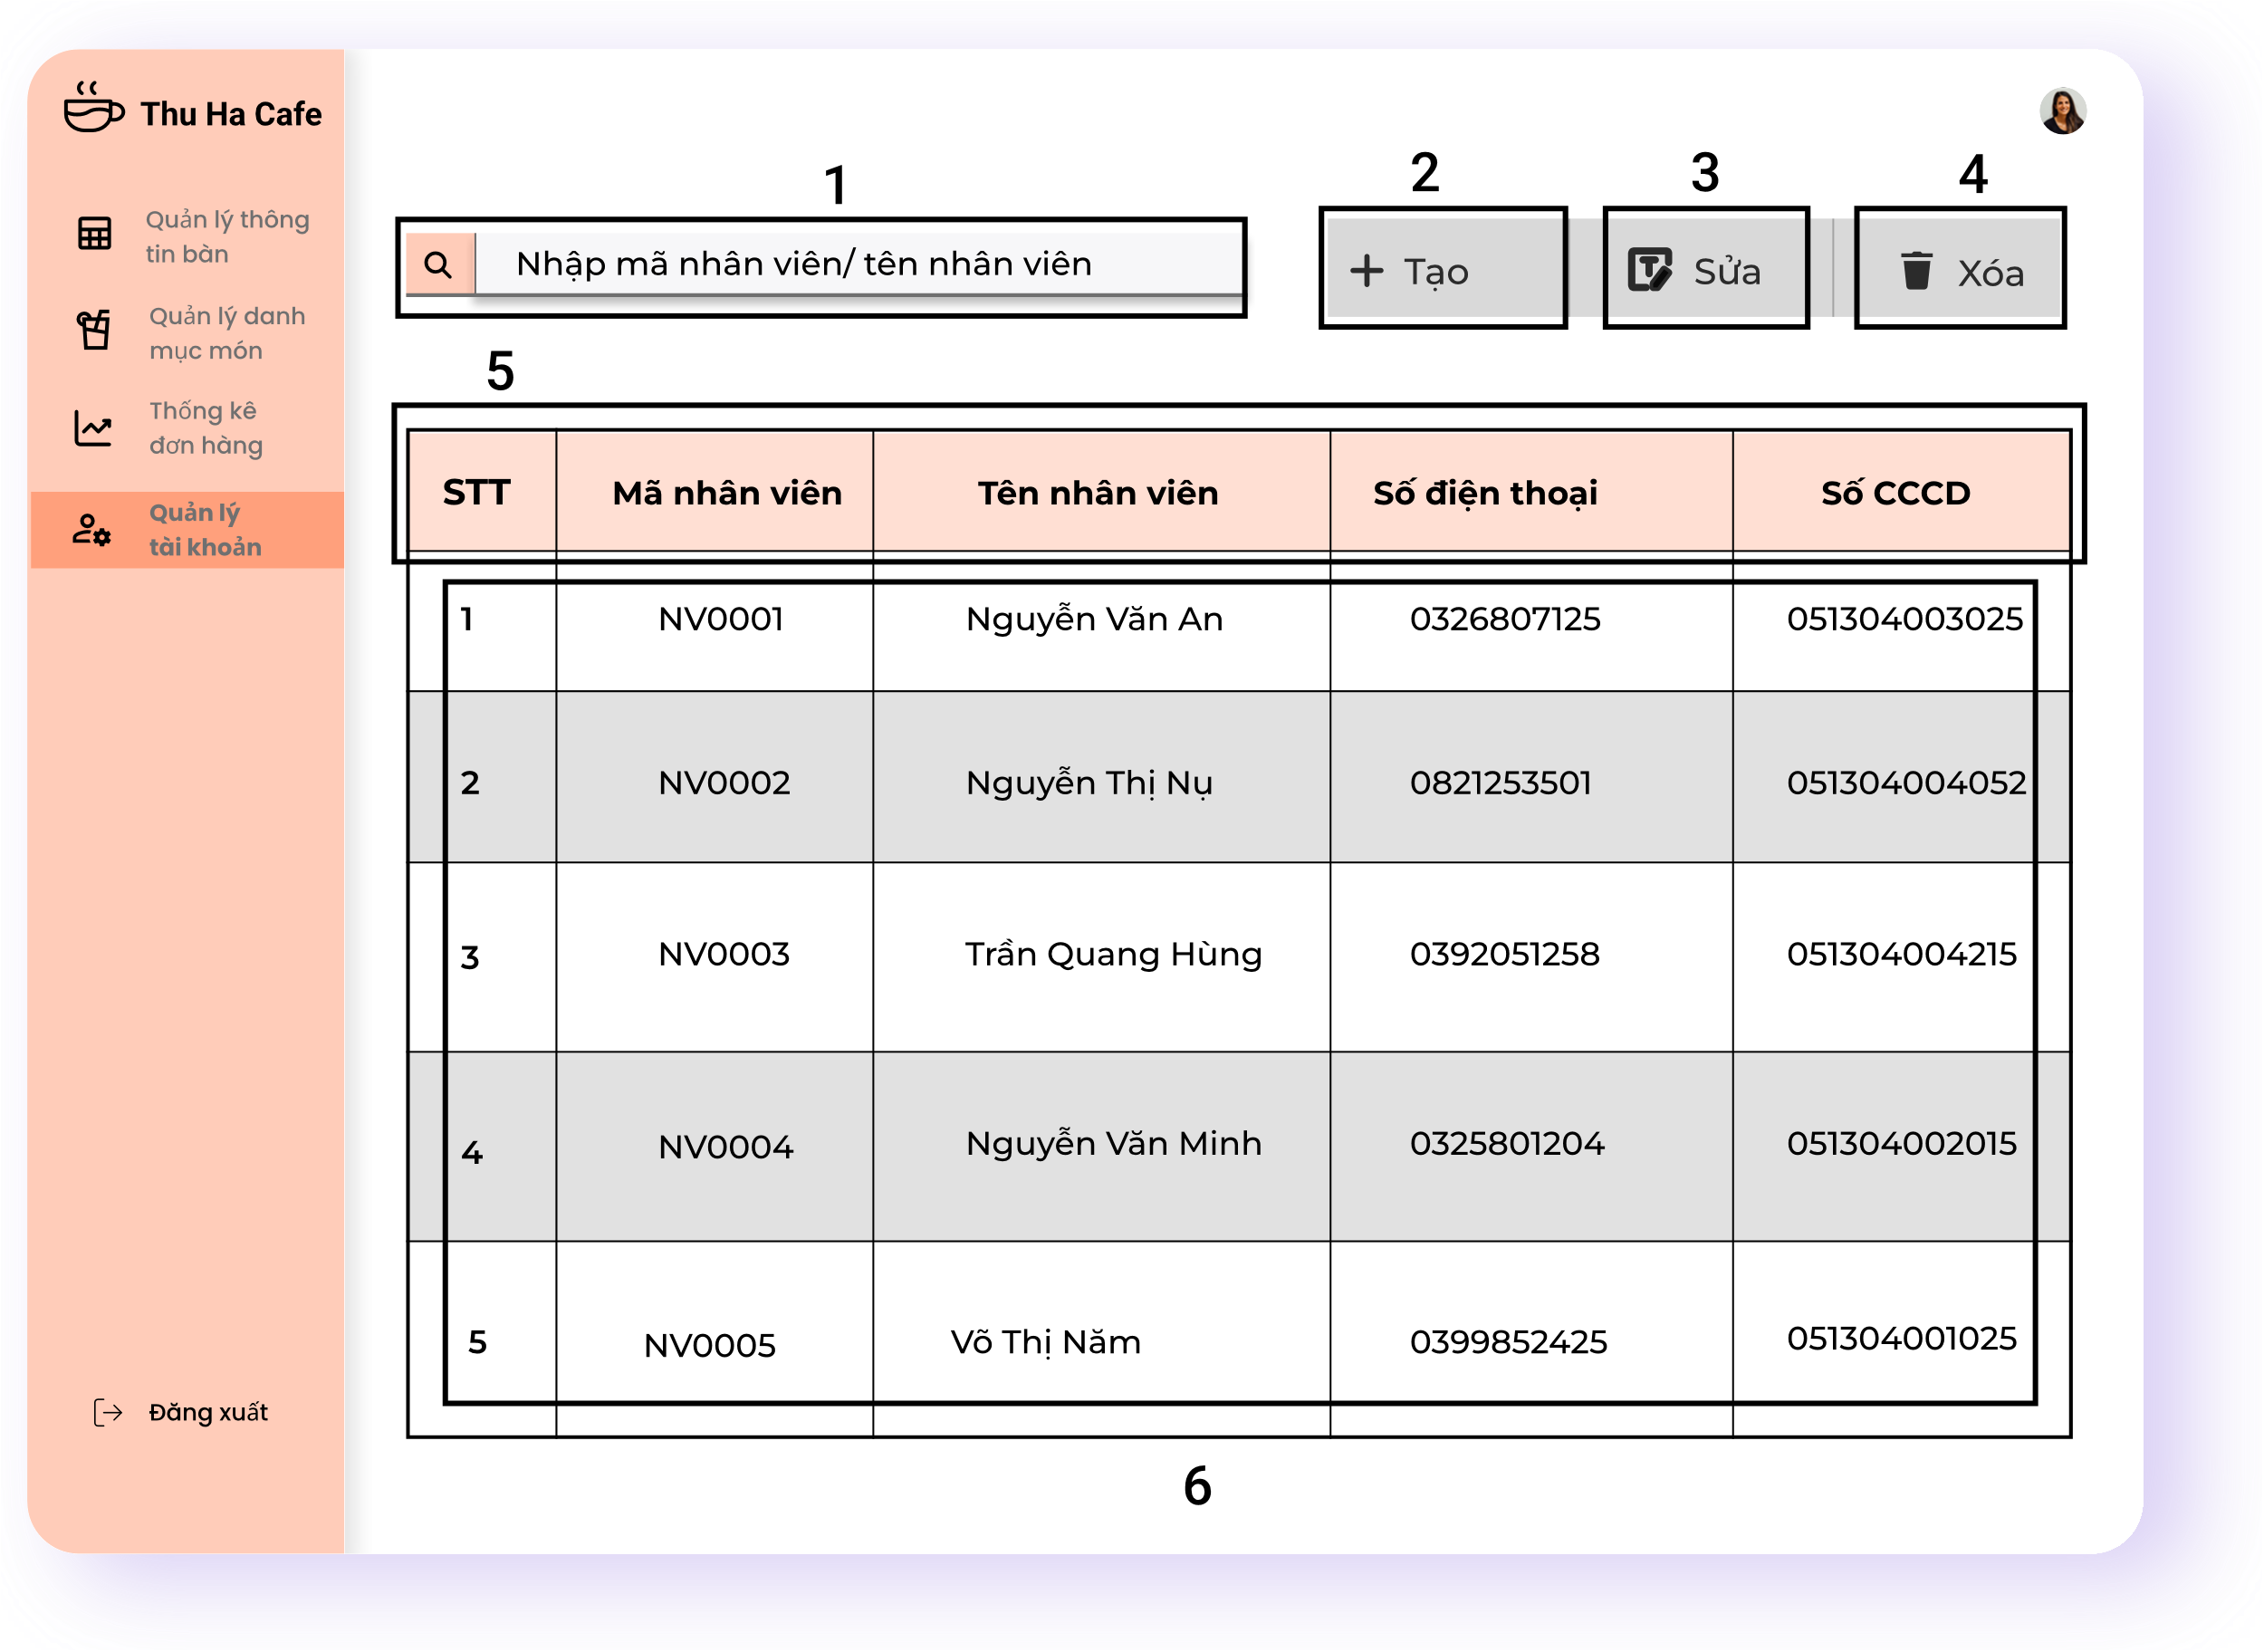 Thu Ha Cafe
Quản lý thông
tin bàn
Quản lý danh
mục món
Thống kê
đơn hàng
Quản lý
tài khoản
Đăng xuất
1
2
3
4
Nhập mã nhân viên/ tên nhân viên
Tạo
Sửa
Xóa
5
STT Mã nhân viên Tên nhân viên Số điện thoại Số CCCD
1 NV0001 Nguyễn Văn An 0326807125 051304003025
2 NV0002 Nguyễn Thị Nụ 0821253501 051304004052
3 NV0003 Trần Quang Hùng 0392051258 051304004215
4 NV0004 Nguyễn Văn Minh 0325801204 051304002015
5 NV0005 Võ Thị Năm 0399852425 051304001025
6